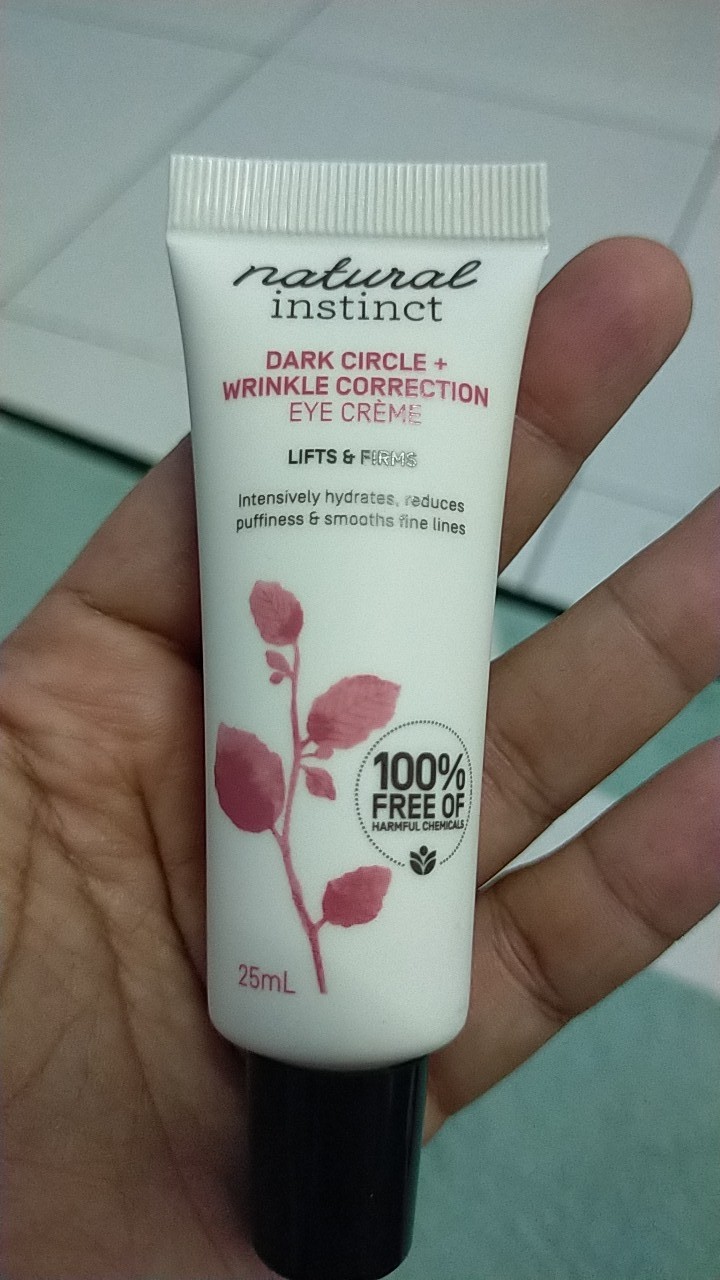 natural
instinct
DARK CIRCLE +
WRINKLE CORRECTION
EYE CRÈME
LIFTS & FIRMS
Intensively hydrates, reduces
puffiness & smooths fine lines
100%
FREE OF
HARMFUL CHEMICALS
25mL